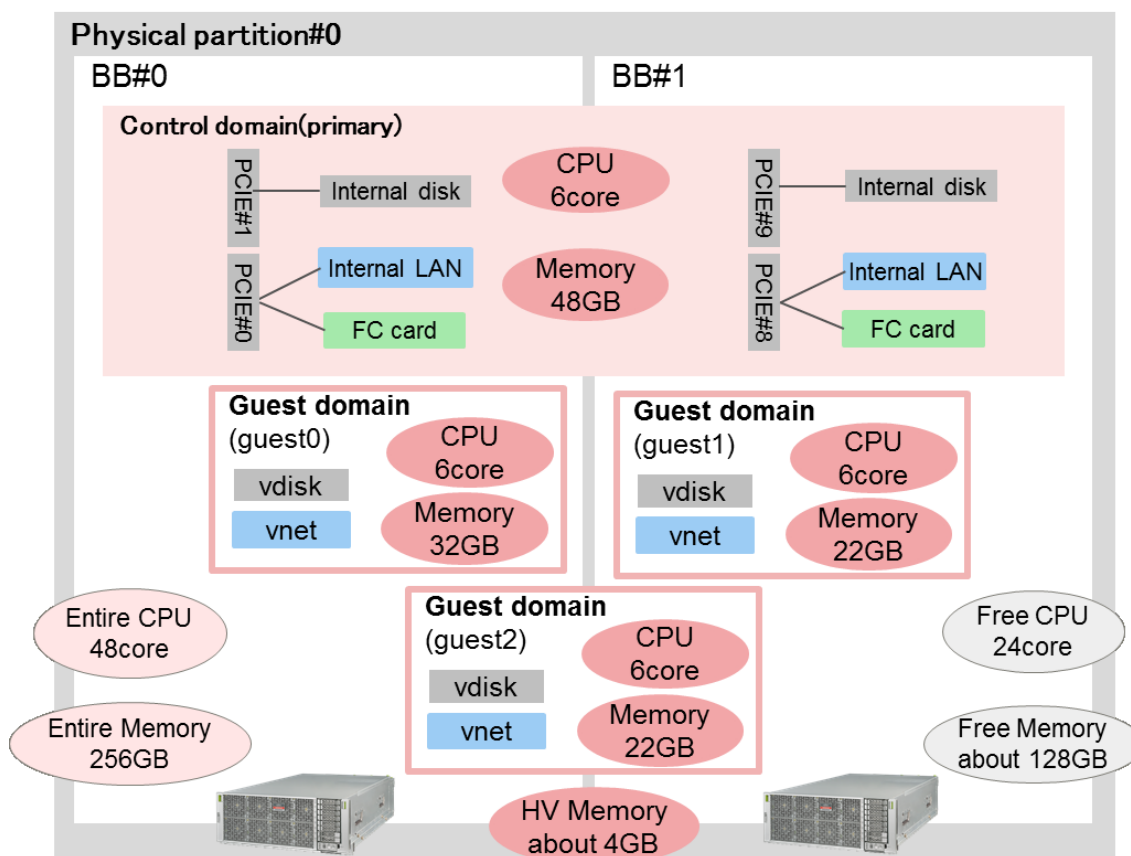 Physical partition#0
BB#0
BB#1
Control domain(primary)
PCIE#1
Internal disk
CPU
6core
PCIE#9
Internal disk
PCIE#0
Internal LAN
FC card
Memory
48GB
PCIE#8
Internal LAN
FC card
Guest domain
(guest0)
CPU
6core
vdisk
vnet
Memory
32GB
Guest domain
(guest1)
CPU
6core
vdisk
vnet
Memory
22GB
Entire CPU
48core
Guest domain
(guest2)
CPU
6core
vdisk
vnet
Memory
22GB
Free CPU
24core
Entire Memory
256GB
Free Memory
about 128GB
HV Memory
about 4GB